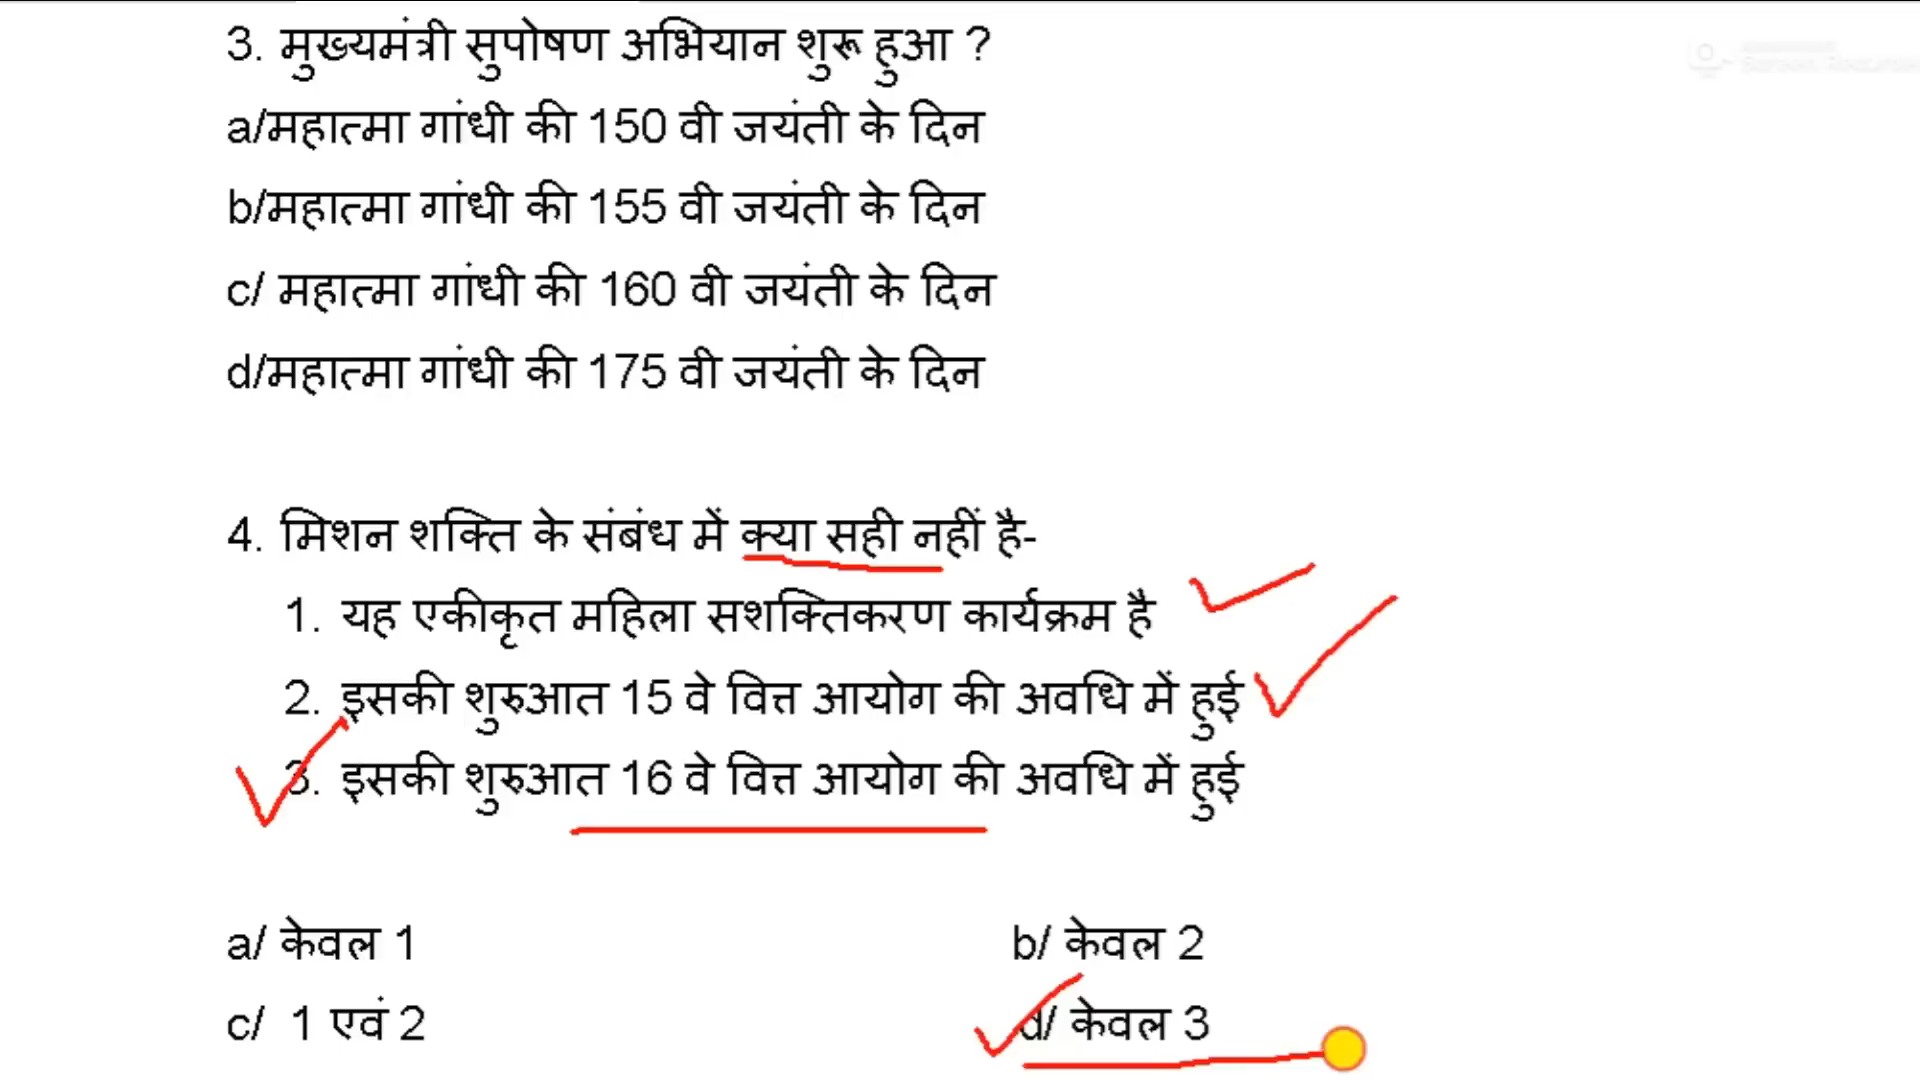 3. मुख्यमंत्री सुपोषण अभियान शुरू हुआ ?
a/महात्मा गांधी की 150 वी जयंती के दिन
b/महात्मा गांधी की 155 वी जयंती के दिन
c/ महात्मा गांधी की 160 वी जयंती के दिन
d/महात्मा गांधी की 175 वी जयंती के दिन
4. मिशन शक्ति के संबंध में क्या सही नहीं है-
1. यह एकीकृत महिला सशक्तिकरण कार्यक्रम है
2. इसकी शुरुआत 15 वे वित्त आयोग की अवधि में हुई
3. इसकी शुरुआत 16 वे वित्त आयोग की अवधि में हुई
a/ केवल 1
b/ केवल 2
c/ 1 एवं 2
d/ केवल 3